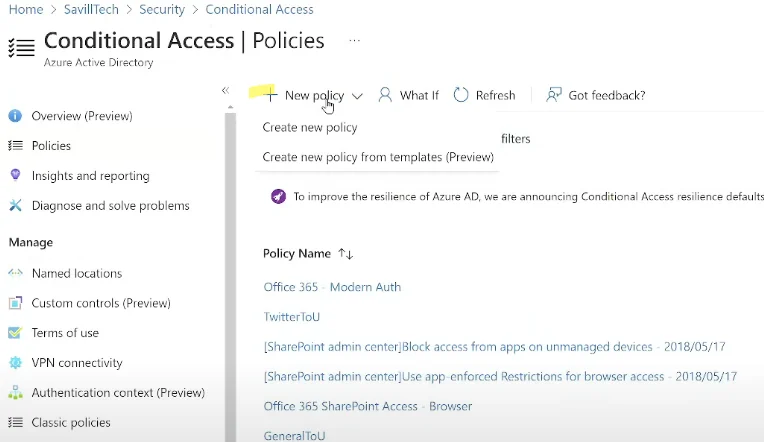 Home > SavillTech > Security > Conditional Access
Conditional Access | Policies ...
Azure Active Directory
«
Overview (Preview)
Policies
Insights and reporting
Diagnose and solve problems
Manage
Named locations
Custom controls (Preview)
Terms of use
VPN connectivity
Authentication context (Preview)
Classic policies
+ New policy What If Refresh Got feedback?
Create new policy
Create new policy from templates (Preview)
filters
To improve the resilience of Azure AD, we are announcing Conditional Access resilience defaults
Policy Name ↑↓
Office 365 - Modern Auth
TwitterToU
[SharePoint admin center]Block access from apps on unmanaged devices - 2018/05/17
[SharePoint admin center]Use app-enforced Restrictions for browser access - 2018/05/17
Office 365 SharePoint Access - Browser
GeneralToU